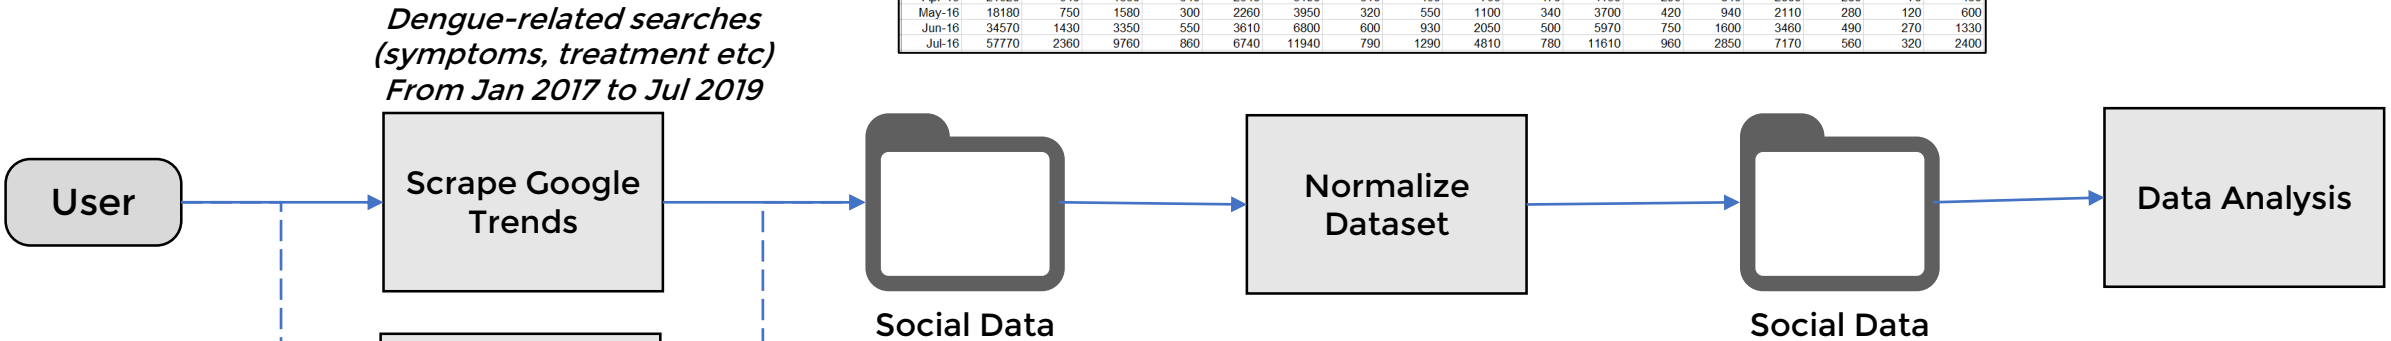 Dengue-related searches
(symptoms, treatment etc)
From Jan 2017 to Jul 2019
May-16 18180 750 1580 300 2260 3950 320 550 1100 340 3700 420 940 2110 280 120 600
Jun-16 34570 1430 3350 550 3610 6800 600 930 2050 500 5970 750 1600 3460 490 270 1330
Jul-16 57770 2360 9760 860 6740 11940 790 1290 4810 780 11610 960 2850 7170 560 320 2400
User
Scrape Google
Trends
Normalize
Dataset
Data Analysis
Social Data
Social Data